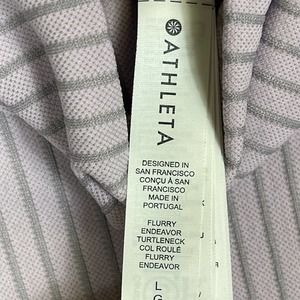 ATHLETA
DESIGNED IN
SAN FRANCISCO
CONÇU À SAN
FRANCISCO
MADE IN
PORTUGAL
FLURRY
ENDEAVOR
TURTLENECK
COL ROULÉ
FLURRY
ENDEAVOR
L
G